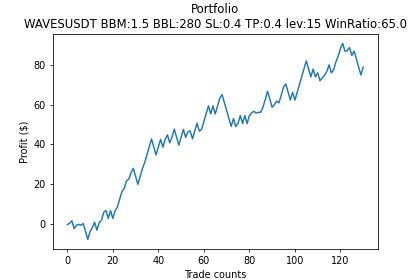 Portfolio
WAVESUSDT BBM:1.5 BBL:280 SL:0.4 TP:0.4 lev:15 WinRatio:65.0
80
60
40
20
0
Profit ($)
0 20 40 60 80 100 120
Trade counts